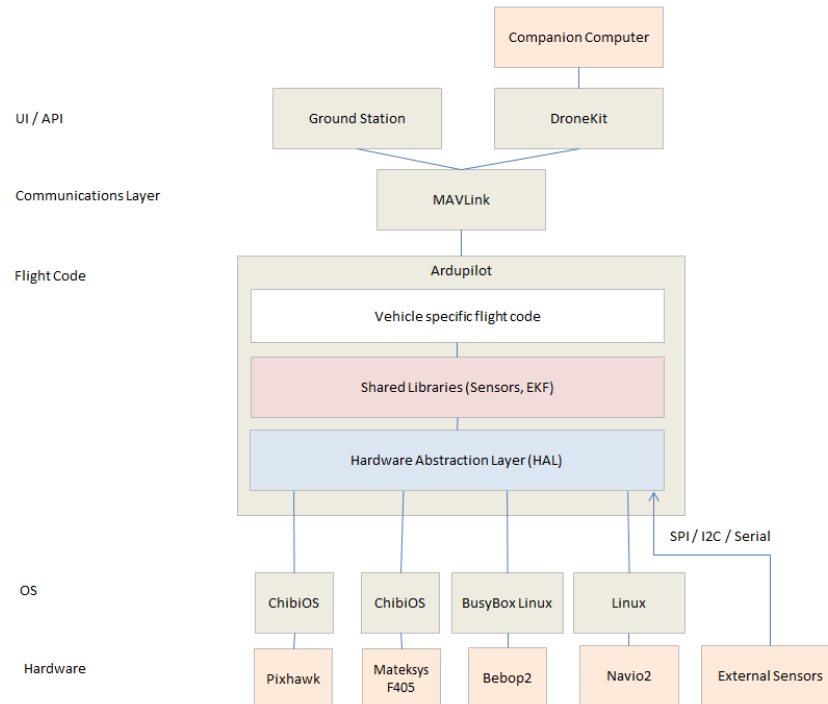 Companion Computer
UI / API
Ground Station
DroneKit
Communications Layer
MAVLink
Flight Code
Ardupilot
Vehicle specific flight code
Shared Libraries (Sensors, EKF)
Hardware Abstraction Layer (HAL)
SPI / I2C / Serial
OS
ChibiOS
ChibiOS
BusyBox Linux
Linux
Hardware
Pixhawk
Mateksys
F405
Bebop2
Navio2
External Sensors